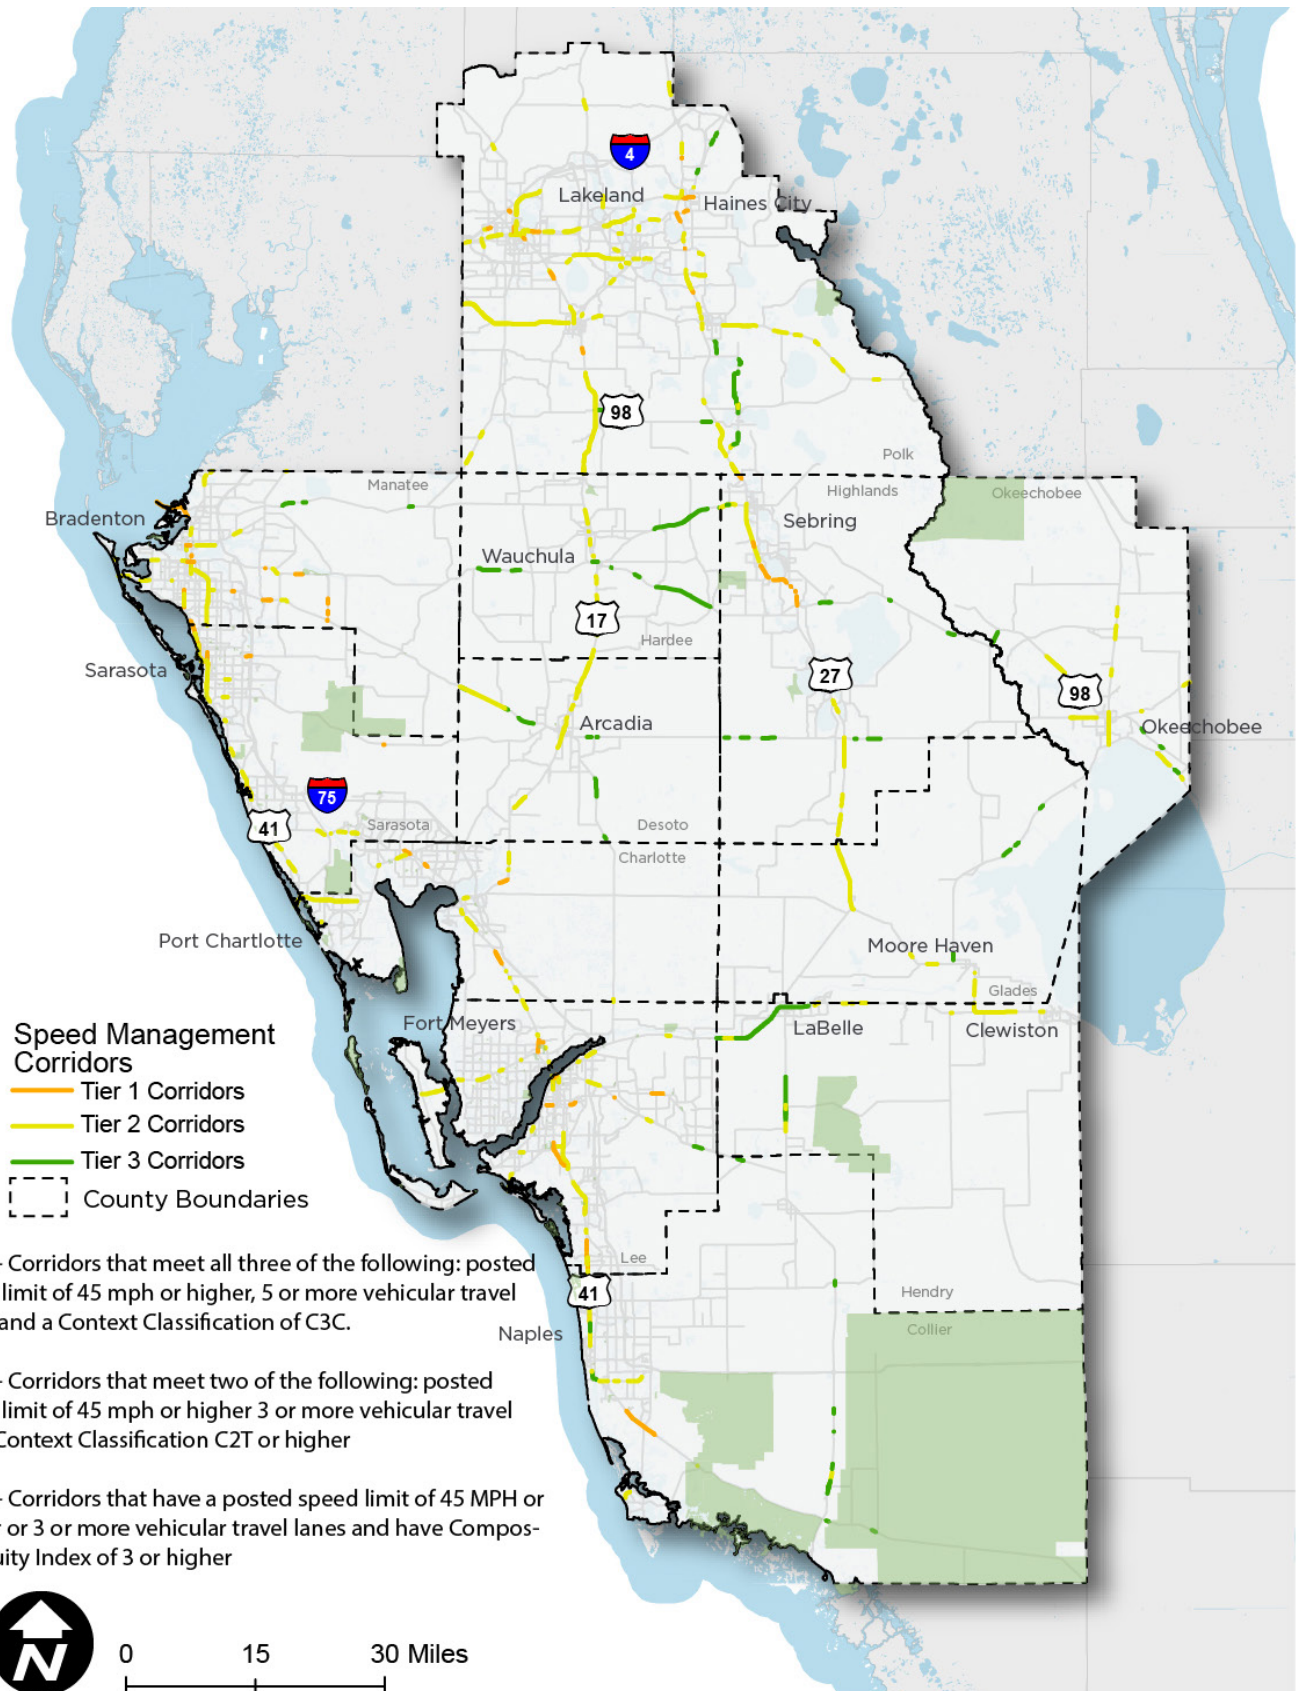 4
Lakeland
Haines City
98
Polk
Manatee
Highlands
Okeechobee
Bradenton
Sebring
Wauchula
17
Hardee
Sarasota
27
98
Arcadia
Okeechobee
75
41
Sarasota
Desoto
Charlotte
Port Chartlotte
Moore Haven
Glades
Fort Meyers
LaBelle
Clewiston
Speed Management
Corridors
Tier 1 Corridors
Tier 2 Corridors
Tier 3 Corridors
County Boundaries
- Corridors that meet all three of the following: posted
limit of 45 mph or higher, 5 or more vehicular travel
and a Context Classification of C3C.
Lee
41
Hendry
Collier
Naples
- Corridors that meet two of the following: posted
limit of 45 mph or higher 3 or more vehicular travel
Context Classification C2T or higher
- Corridors that have a posted speed limit of 45 MPH or
or 3 or more vehicular travel lanes and have Compos-
uity Index of 3 or higher
N
0 15 30 Miles